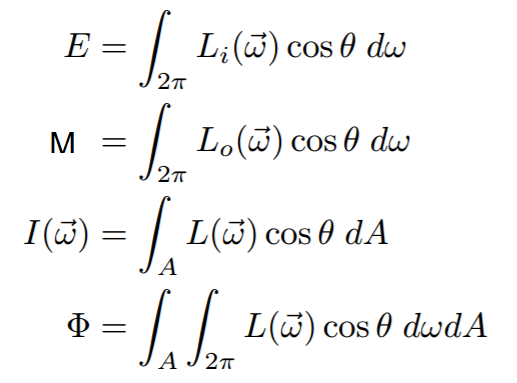 E = ∫_{2π} L_i(ω⃗) cos θ dω
M = ∫_{2π} L_o(ω⃗) cos θ dω
I(ω⃗) = ∫_A L(ω⃗) cos θ dA
Φ = ∫_A ∫_{2π} L(ω⃗) cos θ dωdA